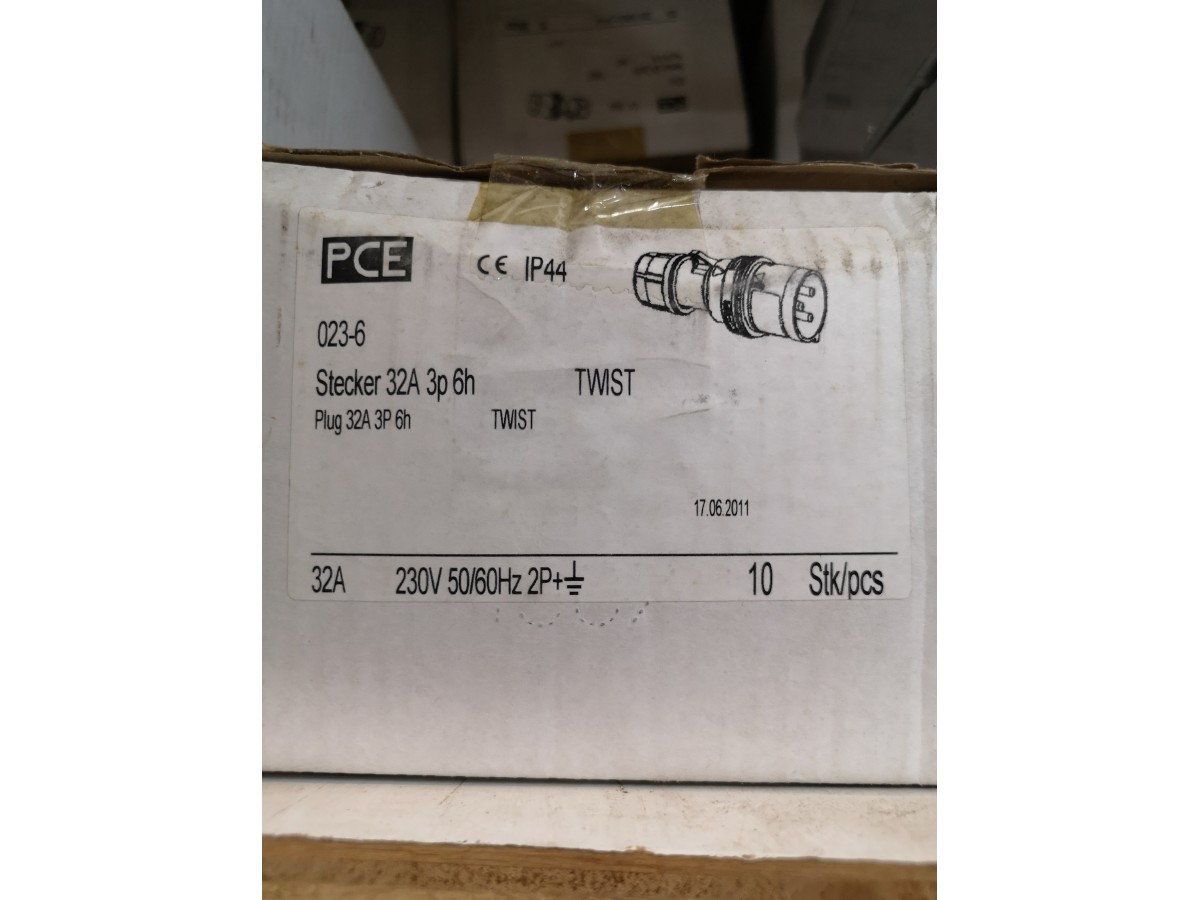 PCE
CE IP44
023-6
Stecker 32A 3p 6h TWIST
Plug 32A 3P 6h TWIST
17.06.2011
32A 230V 50/60Hz 2P+⏚ 10 Stk/pcs